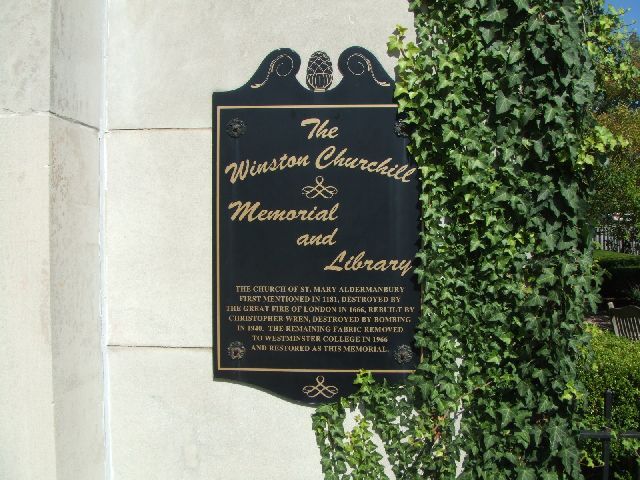 The
Winston Churchill
Memorial
and
Library
THE CHURCH OF ST. MARY ALDERMANBURY
FIRST MENTIONED IN 1181, DESTROYED BY
THE GREAT FIRE OF LONDON IN 1666, REBUILT BY
CHRISTOPHER WREN, DESTROYED BY BOMBING
IN 1940. THE REMAINING FABRIC REMOVED
TO WESTMINSTER COLLEGE IN 1966
AND RESTORED AS THIS MEMORIAL.